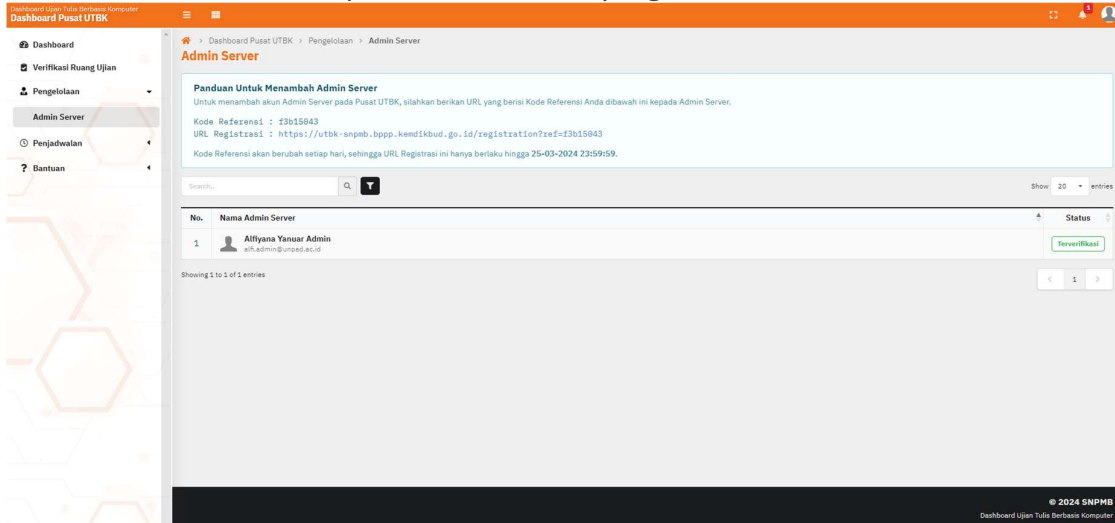 Dashboard Ujian Tulis Berbasis Komputer
Dashboard Pusat UTBK
1
Dashboard
Verifikasi Ruang Ujian
Pengelolaan
Admin Server
Penjadwalan
Bantuan
> Dashboard Pusat UTBK > Pengelolaan > Admin Server
Admin Server
Panduan Untuk Menambah Admin Server
Untuk menambah akun Admin Server pada Pusat UTBK, silahkan berikan URL yang berisi Kode Referensi Anda dibawah ini kepada Admin Server.
Kode Referensi : f3b15043
URL Registrasi : https://utbk-snpmb.bppp.kemdikbud.go.id/registration?ref=f3b15043
Kode Referensi akan berubah setiap hari, sehingga URL Registrasi ini hanya berlaku hingga 25-03-2024 23:59:59.
Search..
Show 20 entries
No. Nama Admin Server Status
1 Alfiyana Yanuar Admin Terverifikasi
alfi.admin@unpad.ac.id
Showing 1 to 1 of 1 entries
< 1 >
© 2024 SNPMB
Dashboard Ujian Tulis Berbasis Komputer